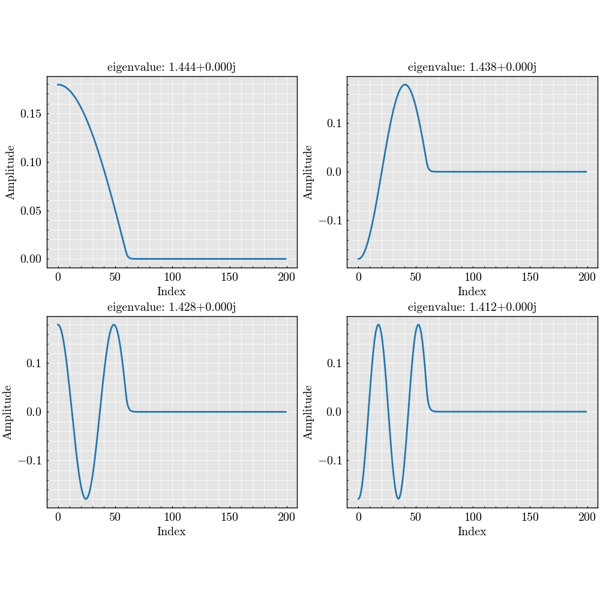 eigenvalue: 1.444+0.000j
Amplitude
0.15
0.10
0.05
0.00
0 50 100 150 200
Index
eigenvalue: 1.438+0.000j
Amplitude
0.1
0.0
−0.1
0 50 100 150 200
Index
eigenvalue: 1.428+0.000j
Amplitude
0.1
0.0
−0.1
0 50 100 150 200
Index
eigenvalue: 1.412+0.000j
Amplitude
0.1
0.0
−0.1
0 50 100 150 200
Index